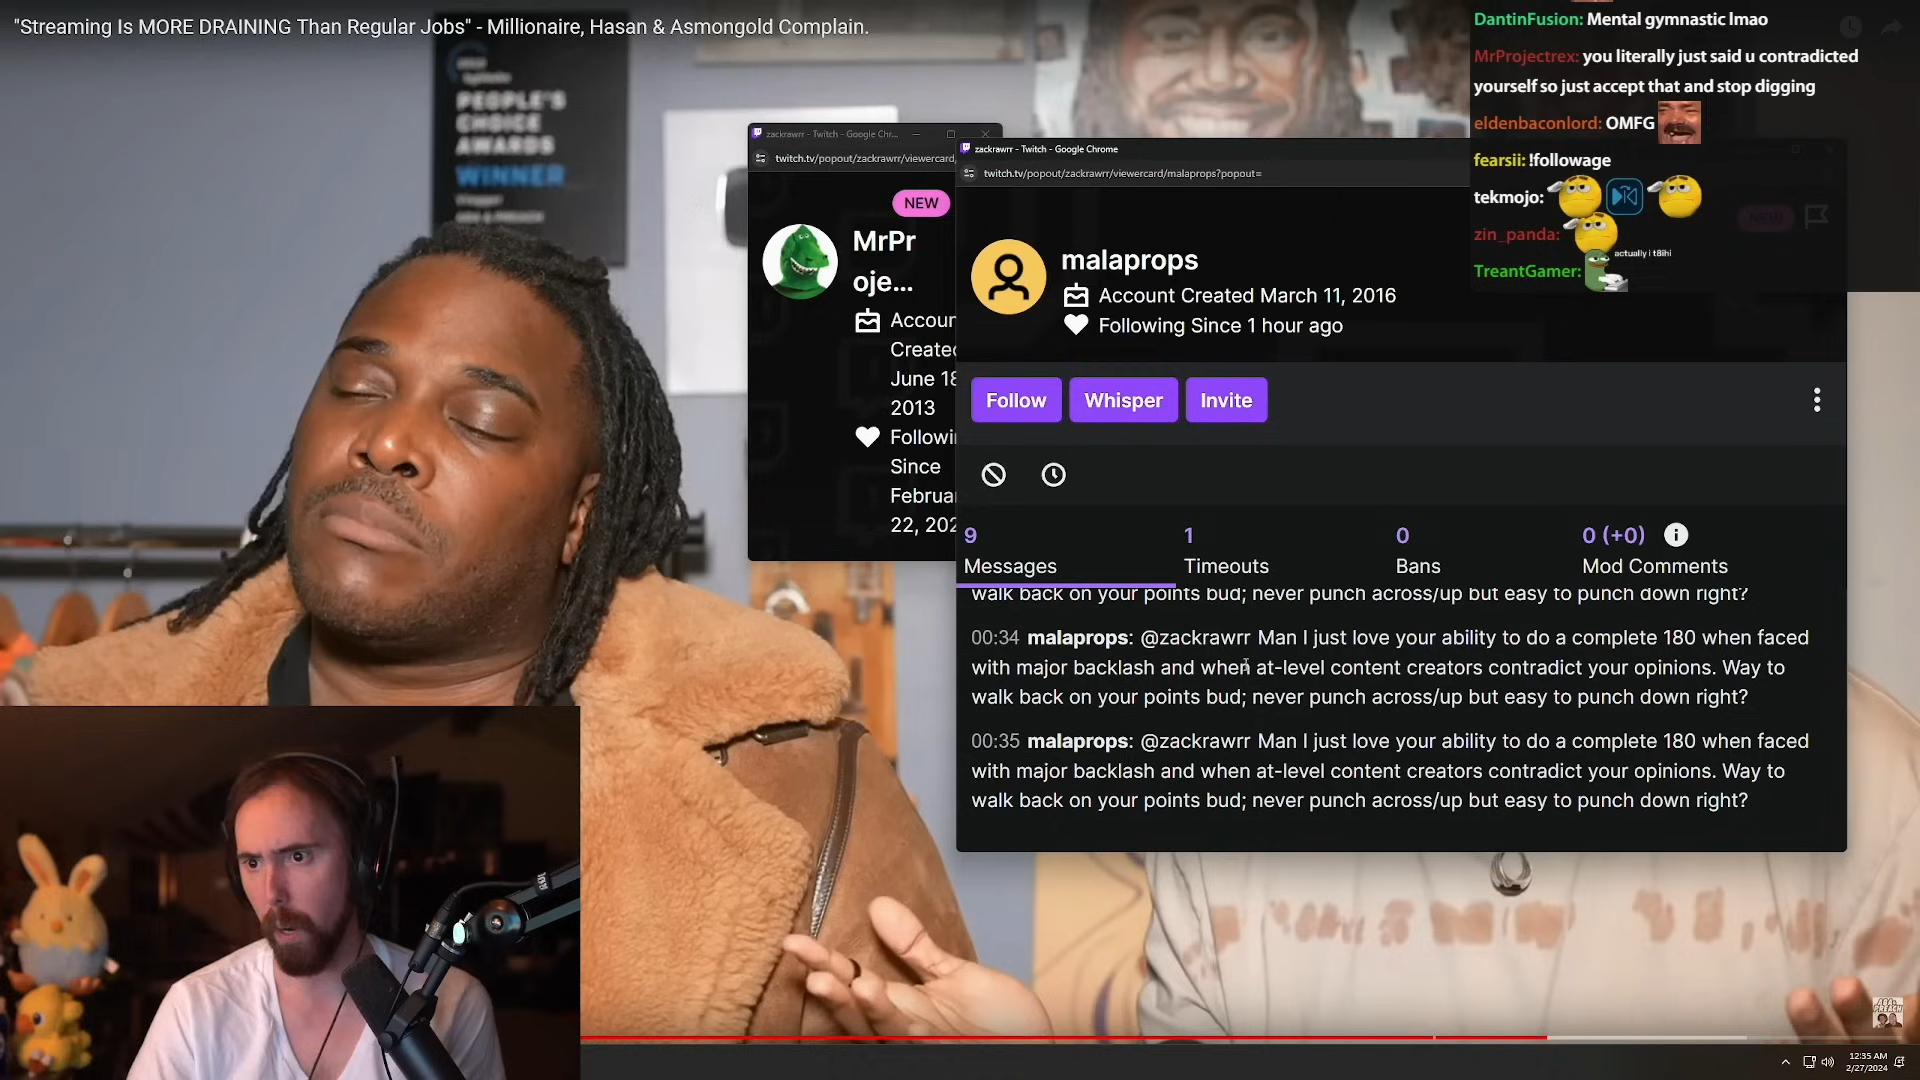 "Streaming Is MORE DRAINING Than Regular Jobs" - Millionaire, Hasan & Asmongold Complain.
PEOPLE'S
CHOICE
AWARDS
WINNER
zackrawrr - Twitch - Google Chr...
twitch.tv/popout/zackrawrr/viewercard
NEW
MrPr
oje...
Accoun
Created
June 18
2013
Followi
Since
Februa
22, 202
zackrawrr - Twitch - Google Chrome
twitch.tv/popout/zackrawrr/viewercard/malaprops?popout=
NEW
malaprops
Account Created March 11, 2016
Following Since 1 hour ago
Follow
Whisper
Invite
9
1
0
0 (+0)
Messages
Timeouts
Bans
Mod Comments
walk back on your points bud; never punch across/up but easy to punch down right?
00:34 malaprops: @zackrawrr Man I just love your ability to do a complete 180 when faced
with major backlash and when at-level content creators contradict your opinions. Way to
walk back on your points bud; never punch across/up but easy to punch down right?
00:35 malaprops: @zackrawrr Man I just love your ability to do a complete 180 when faced
with major backlash and when at-level content creators contradict your opinions. Way to
walk back on your points bud; never punch across/up but easy to punch down right?
DantinFusion: Mental gymnastic lmao
MrProjectrex: you literally just said u contradicted
yourself so just accept that and stop digging
eldenbaconlord: OMFG
fearsii: !followage
tekmojo:
zin_panda:
TreantGamer:
PREACH
12:35 AM
2/27/2024